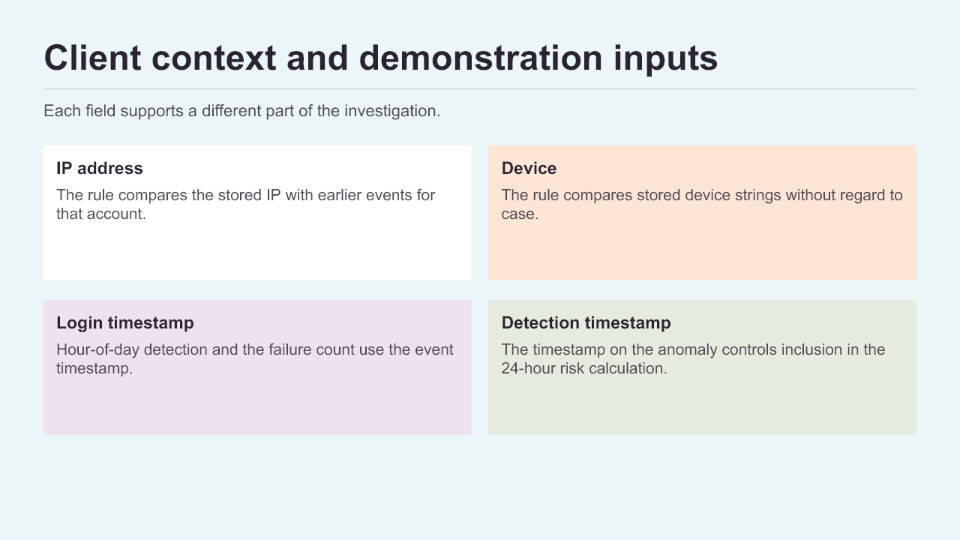 Client context and demonstration inputs
Each field supports a different part of the investigation.
IP address
The rule compares the stored IP with earlier events for
that account.
Device
The rule compares stored device strings without regard to
case.
Login timestamp
Hour-of-day detection and the failure count use the event
timestamp.
Detection timestamp
The timestamp on the anomaly controls inclusion in the
24-hour risk calculation.